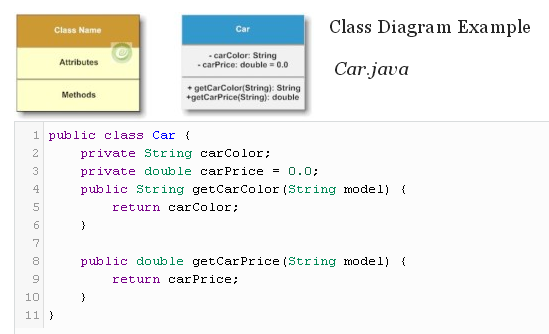 Class Name
Attributes
Methods
Car
- carColor: String
- carPrice: double = 0.0
+ getCarColor(String): String
+getCarPrice(String): double
Class Diagram Example
Car.java
1 public class Car {
2     private String carColor;
3     private double carPrice = 0.0;
4     public String getCarColor(String model) {
5         return carColor;
6     }
7
8     public double getCarPrice(String model) {
9         return carPrice;
10     }
11 }